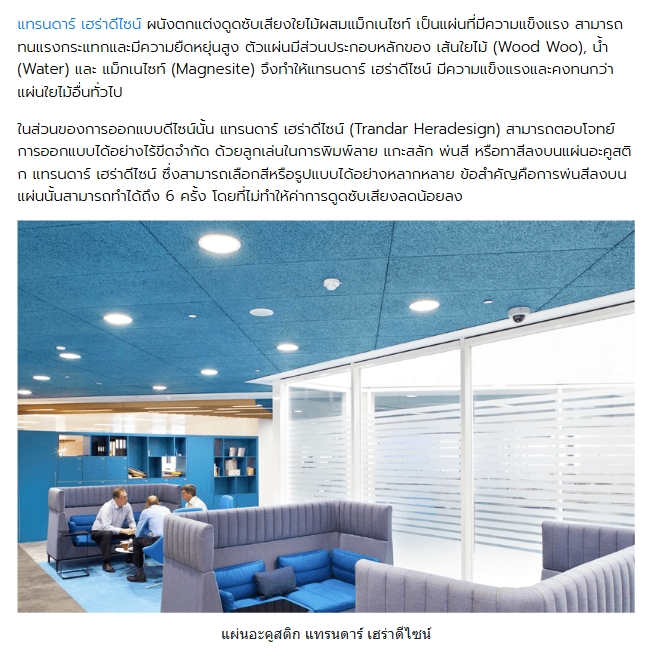 แทรนดาร์ เฮร่าดีไซน์ ผนังตกแต่งดูดซับเสียงใยไม้ผสมแม็กเนไซท์ เป็นแผ่นที่มีความแข็งแรง สามารถ
ทนแรงกระแทกและมีความยืดหยุ่นสูง ตัวแผ่นมีส่วนประกอบหลักของ เส้นใยไม้ (Wood Woo), น้ำ
(Water) และ แม็กเนไซท์ (Magnesite) จึงทำให้แทรนดาร์ เฮร่าดีไซน์ มีความแข็งแรงและคงทนกว่า
แผ่นใยไม้อื่นทั่วไป
ในส่วนของการออกแบบดีไซน์นั้น แทรนดาร์ เฮร่าดีไซน์ (Trandar Heradesign) สามารถตอบโจทย์
การออกแบบได้อย่างไร้ขีดจำกัด ด้วยลูกเล่นในการพิมพ์ลาย แกะสลัก พ่นสี หรือทาสีลงบนแผ่นอะคูสติ
ก แทรนดาร์ เฮร่าดีไซน์ ซึ่งสามารถเลือกสีหรือรูปแบบได้อย่างหลากหลาย ข้อสำคัญคือการพ่นสีลงบน
แผ่นนั้นสามารถทำได้ถึง 6 ครั้ง โดยที่ไม่ทำให้ค่าการดูดซับเสียงลดน้อยลง
แผ่นอะคูสติก แทรนดาร์ เฮร่าดีไซน์